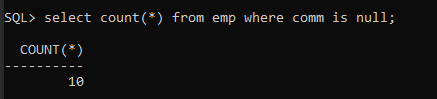 SQL> select count(*) from emp where comm is null;
COUNT(*)
----------
10